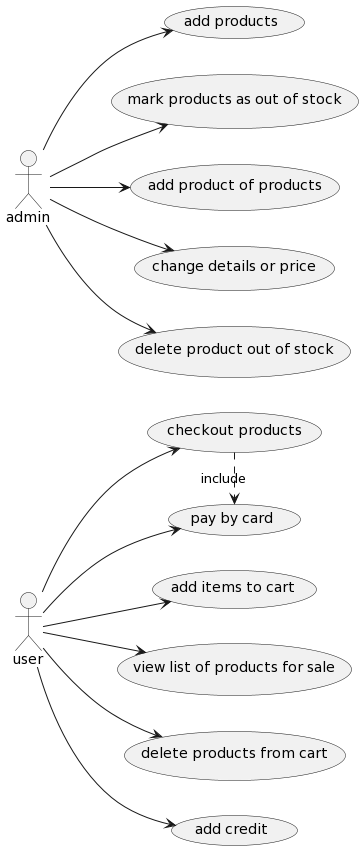 add products
mark products as out of stock
add product of products
admin
change details or price
delete product out of stock
checkout products
include
pay by card
add items to cart
user
view list of products for sale
delete products from cart
add credit